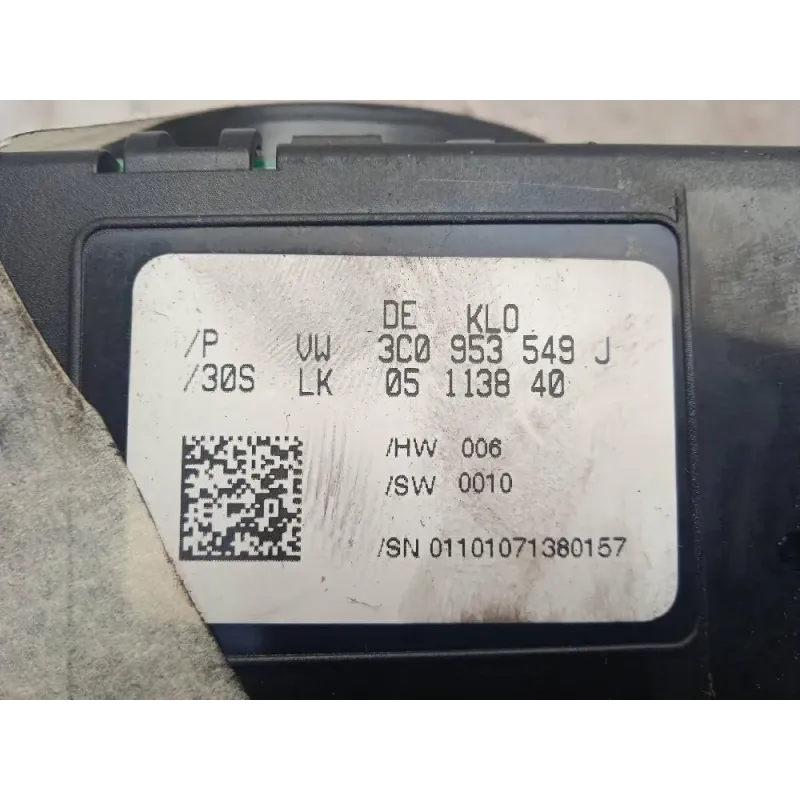 DE KLO
/P VW 3C0 953 549 J
/30S LK 05 1138 40
/HW 006
/SW 0010
/SN 01101071380157